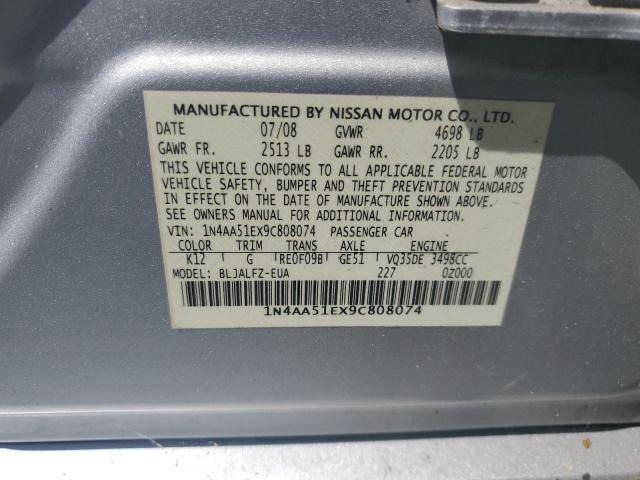 MANUFACTURED BY NISSAN MOTOR CO., LTD.
DATE 07/08 GVWR 4698 LB
GAWR FR. 2513 LB GAWR RR. 2205 LB
THIS VEHICLE CONFORMS TO ALL APPLICABLE FEDERAL MOTOR
VEHICLE SAFETY, BUMPER AND THEFT PREVENTION STANDARDS
IN EFFECT ON THE DATE OF MANUFACTURE SHOWN ABOVE.
SEE OWNERS MANUAL FOR ADDITIONAL INFORMATION.
VIN: 1N4AA51EX9C808074 PASSENGER CAR
COLOR TRIM TRANS AXLE ENGINE
K12 G RE0F09B GE51 VQ35DE 3498CC
MODEL: BLJALFZ-EUA 227 0Z000
1N4AA51EX9C808074